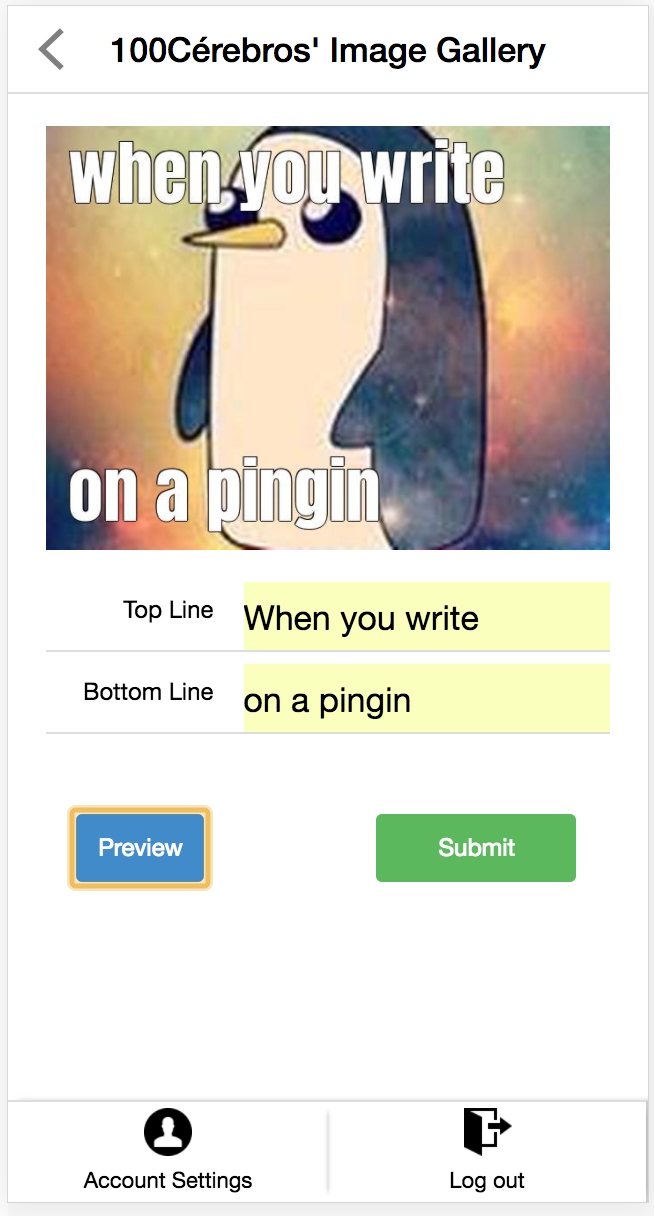 100Cérebros' Image Gallery
when you write
on a pingin
Top Line
When you write
Bottom Line
on a pingin
Preview
Submit
Account Settings
Log out